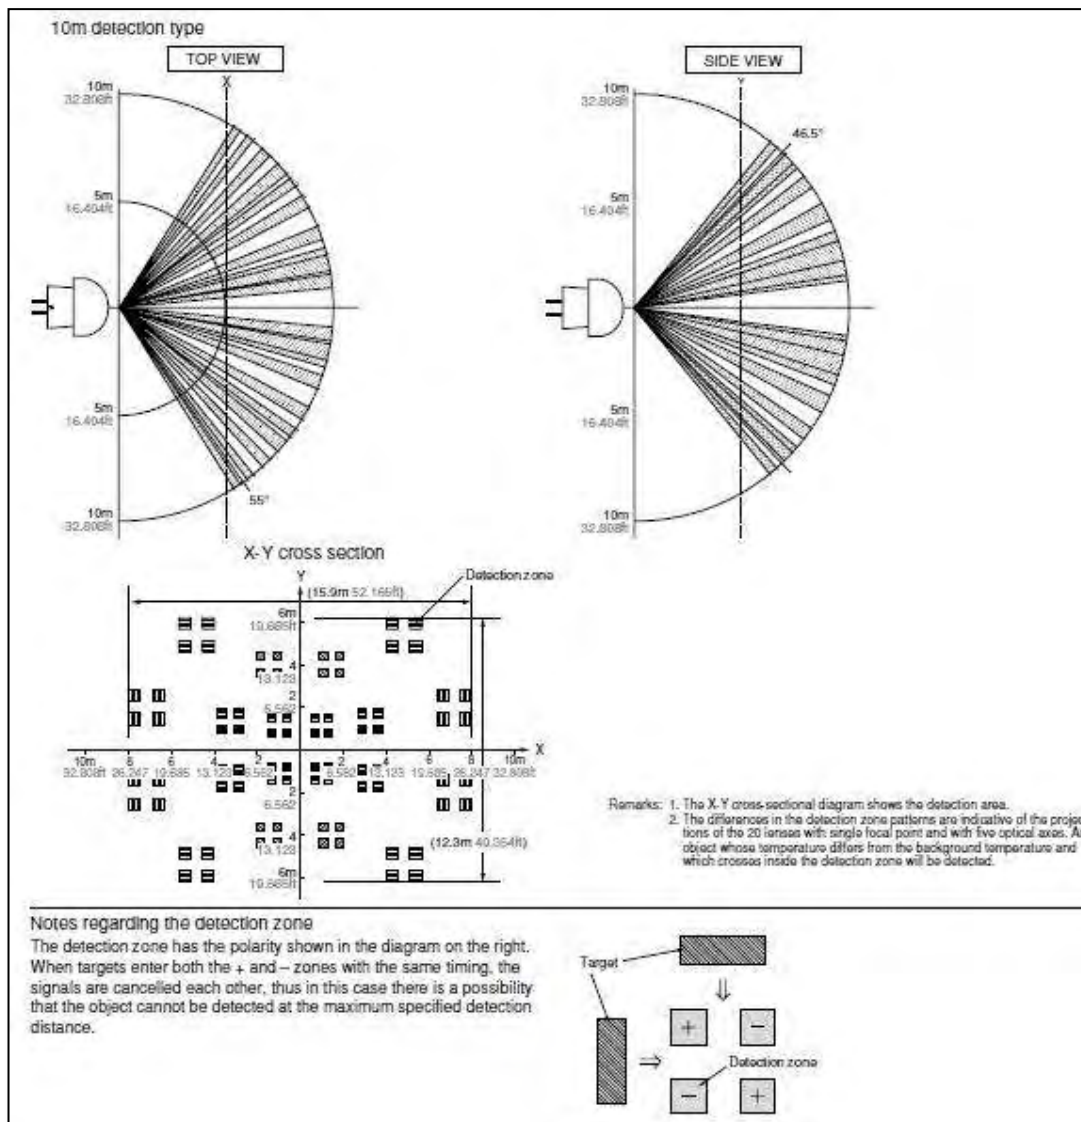 10m detection type
TOP VIEW
SIDE VIEW
X
Y
10m
32.808ft
10m
32.808ft
46.5°
5m
16.404ft
5m
16.404ft
5m
16.404ft
5m
16.404ft
55°
10m
32.808ft
10m
32.808ft
X-Y cross section
Y
Detection zone
(15.9m 52.165ft)
6m
19.685ft
4
13.123
2
6.562
X
10m 8 6 4 2 2 4 6 8 10m
32.808ft 26.247 19.685 13.123 6.562 6.562 13.123 19.685 26.247 32.808ft
2
6.562
4
13.123
(12.3m 40.354ft)
6m
19.685ft
Remarks: 1. The X-Y cross-sectional diagram shows the detection area.
2. The differences in the detection zone patterns are indicative of the projec-
tions of the 20 lenses with single focal point and with five optical axes. A
object whose temperature differs from the background temperature and
which crosses inside the detection zone will be detected.
Notes regarding the detection zone
The detection zone has the polarity shown in the diagram on the right.
When targets enter both the + and – zones with the same timing, the
signals are cancelled each other, thus in this case there is a possibility
that the object cannot be detected at the maximum specified detection
distance.
Target
+ –
Detection zone
– +